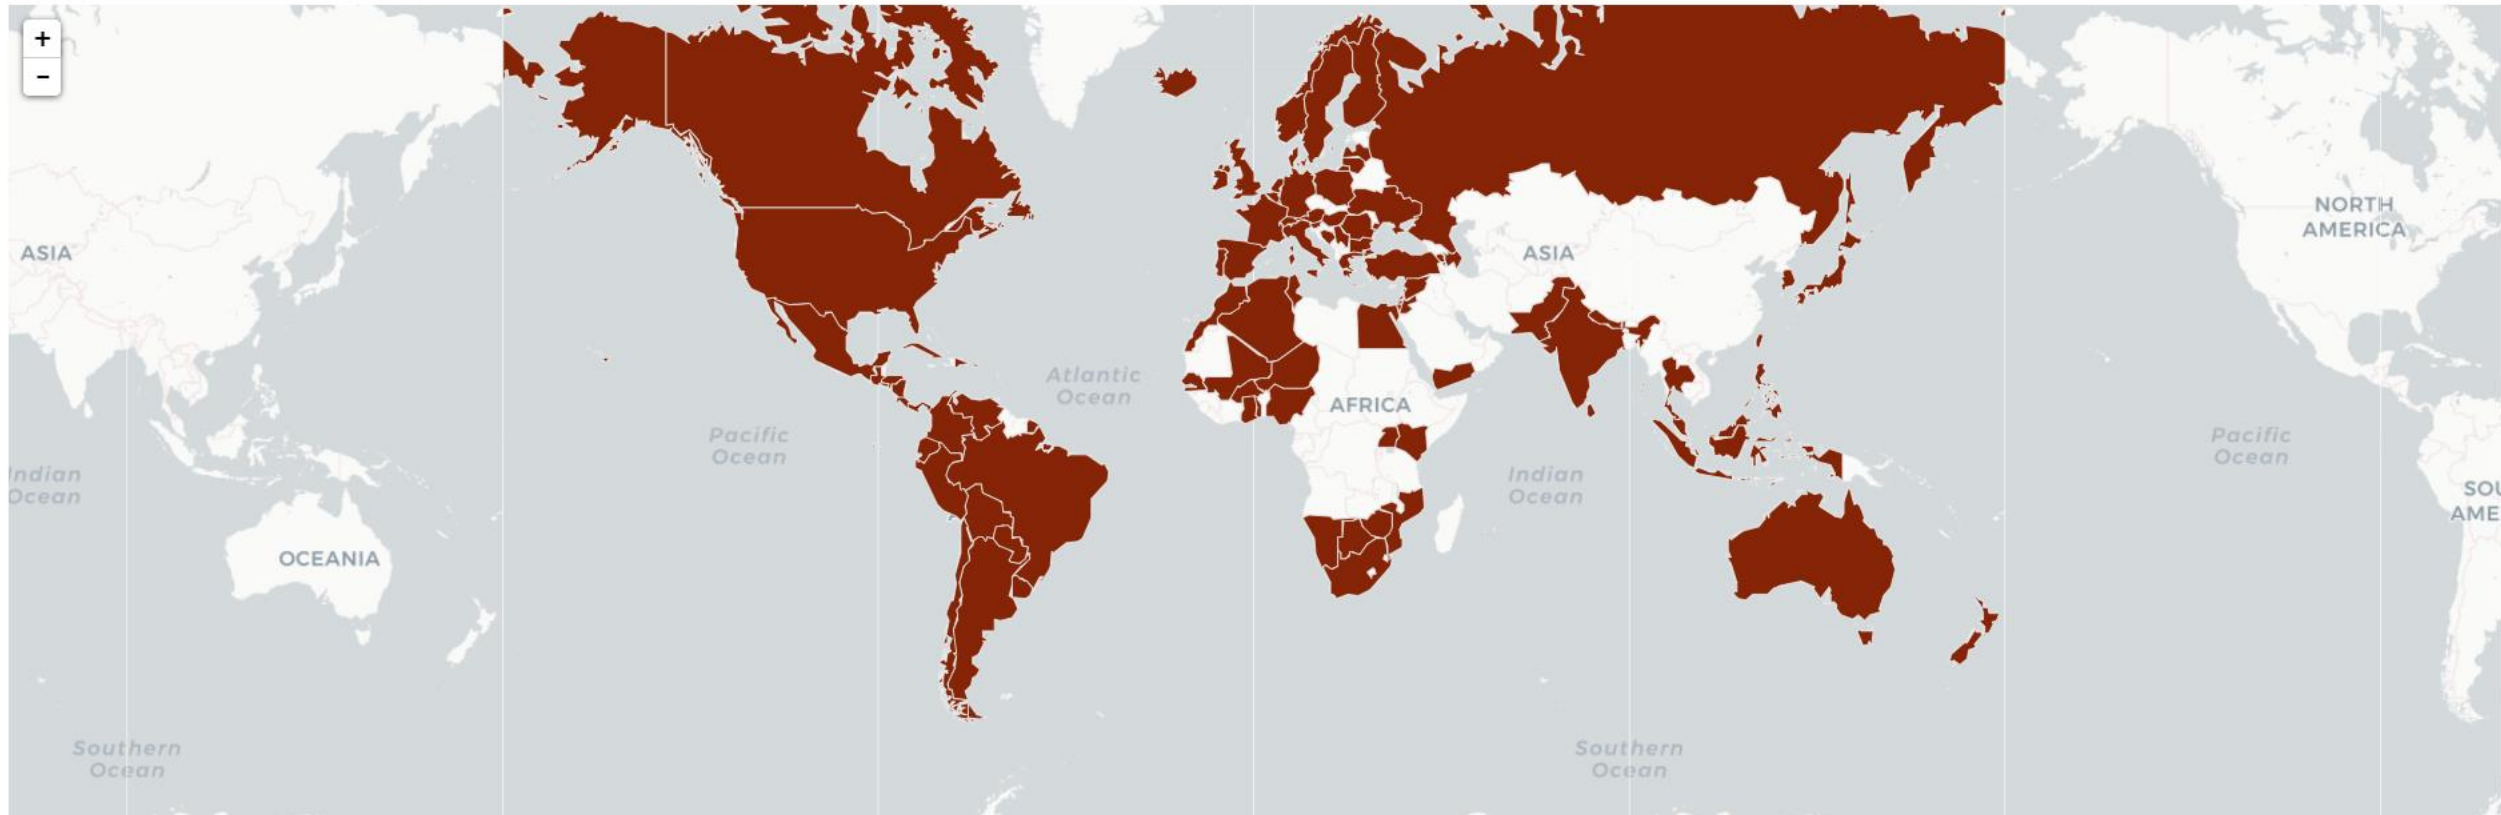 +
−
NORTH
AMERICA
ASIA
ASIA
Atlantic
Ocean
AFRICA
Pacific
Ocean
Pacific
Ocean
Indian
Ocean
Indian
Ocean
SOU
AME
OCEANIA
Southern
Ocean
Southern
Ocean